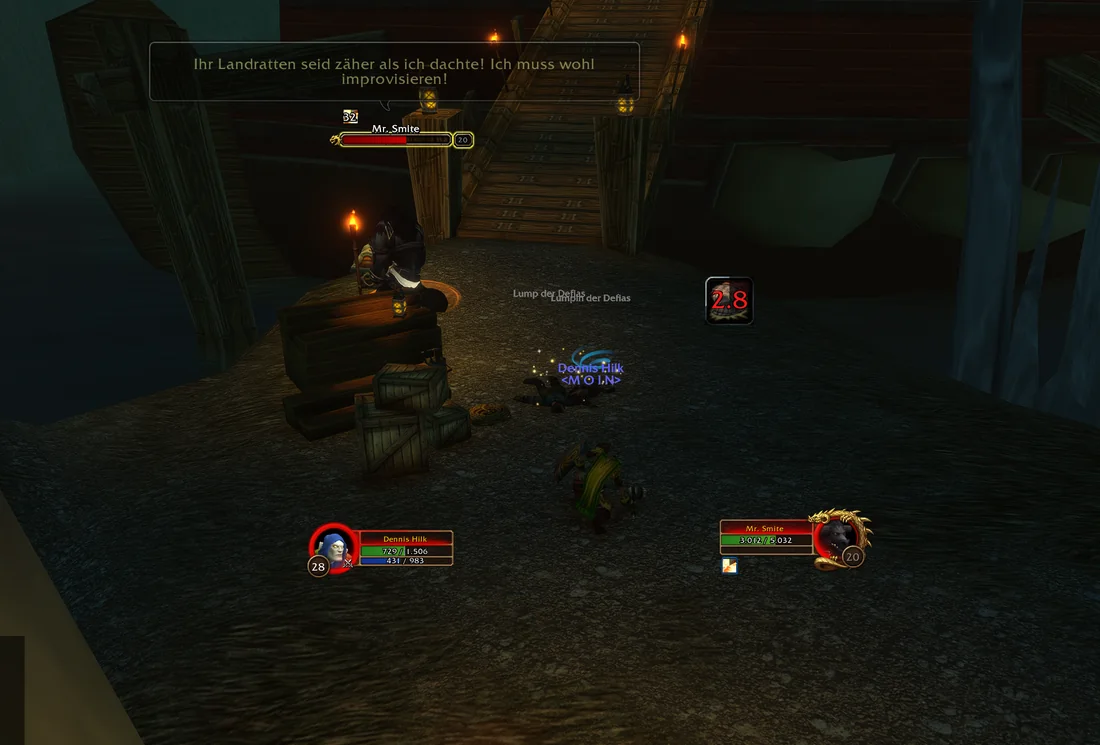 Ihr Landratten seid zäher als ich dachte! Ich muss wohl
improvisieren!
32
Mr. Smite
20
Lump der Defias
Lumpin der Defias
2.8
Dennis Hilk
<M O I N>
Dennis Hilk
729 / 1.506
431 / 983
28
Mr. Smite
3.012 / 5.032
20